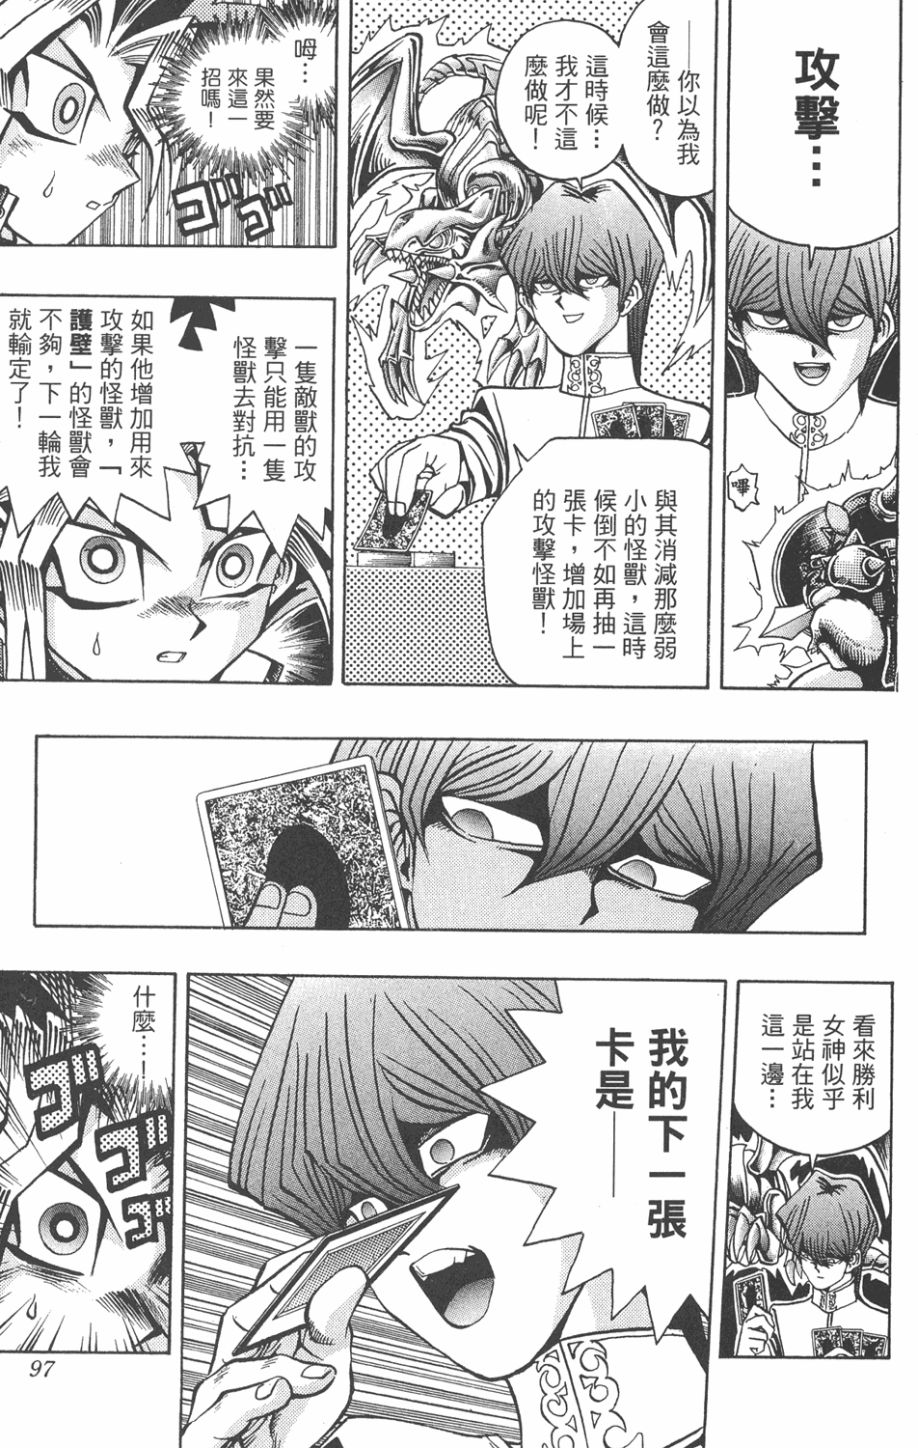 攻擊…
嗶
──你以為我
會這麼做?
這時候…
我才不這
麼做呢!
與其消滅那麼弱
小的怪獸,這時
候倒不如再抽一
張卡,增加場上
的攻擊怪獸!
呣…
果然要
來這一
招嗎!
ゴゴ
一隻敵獸的攻
擊只能用一隻
怪獸去對抗…
如果他增加用來
攻擊的怪獸,「
護壁」的怪獸會
不夠,下一輪我
就輸定了!
看來勝利
女神似乎
是站在我
這一邊…
我的下一張
卡是──
什麼…!
ゴゴゴ
97